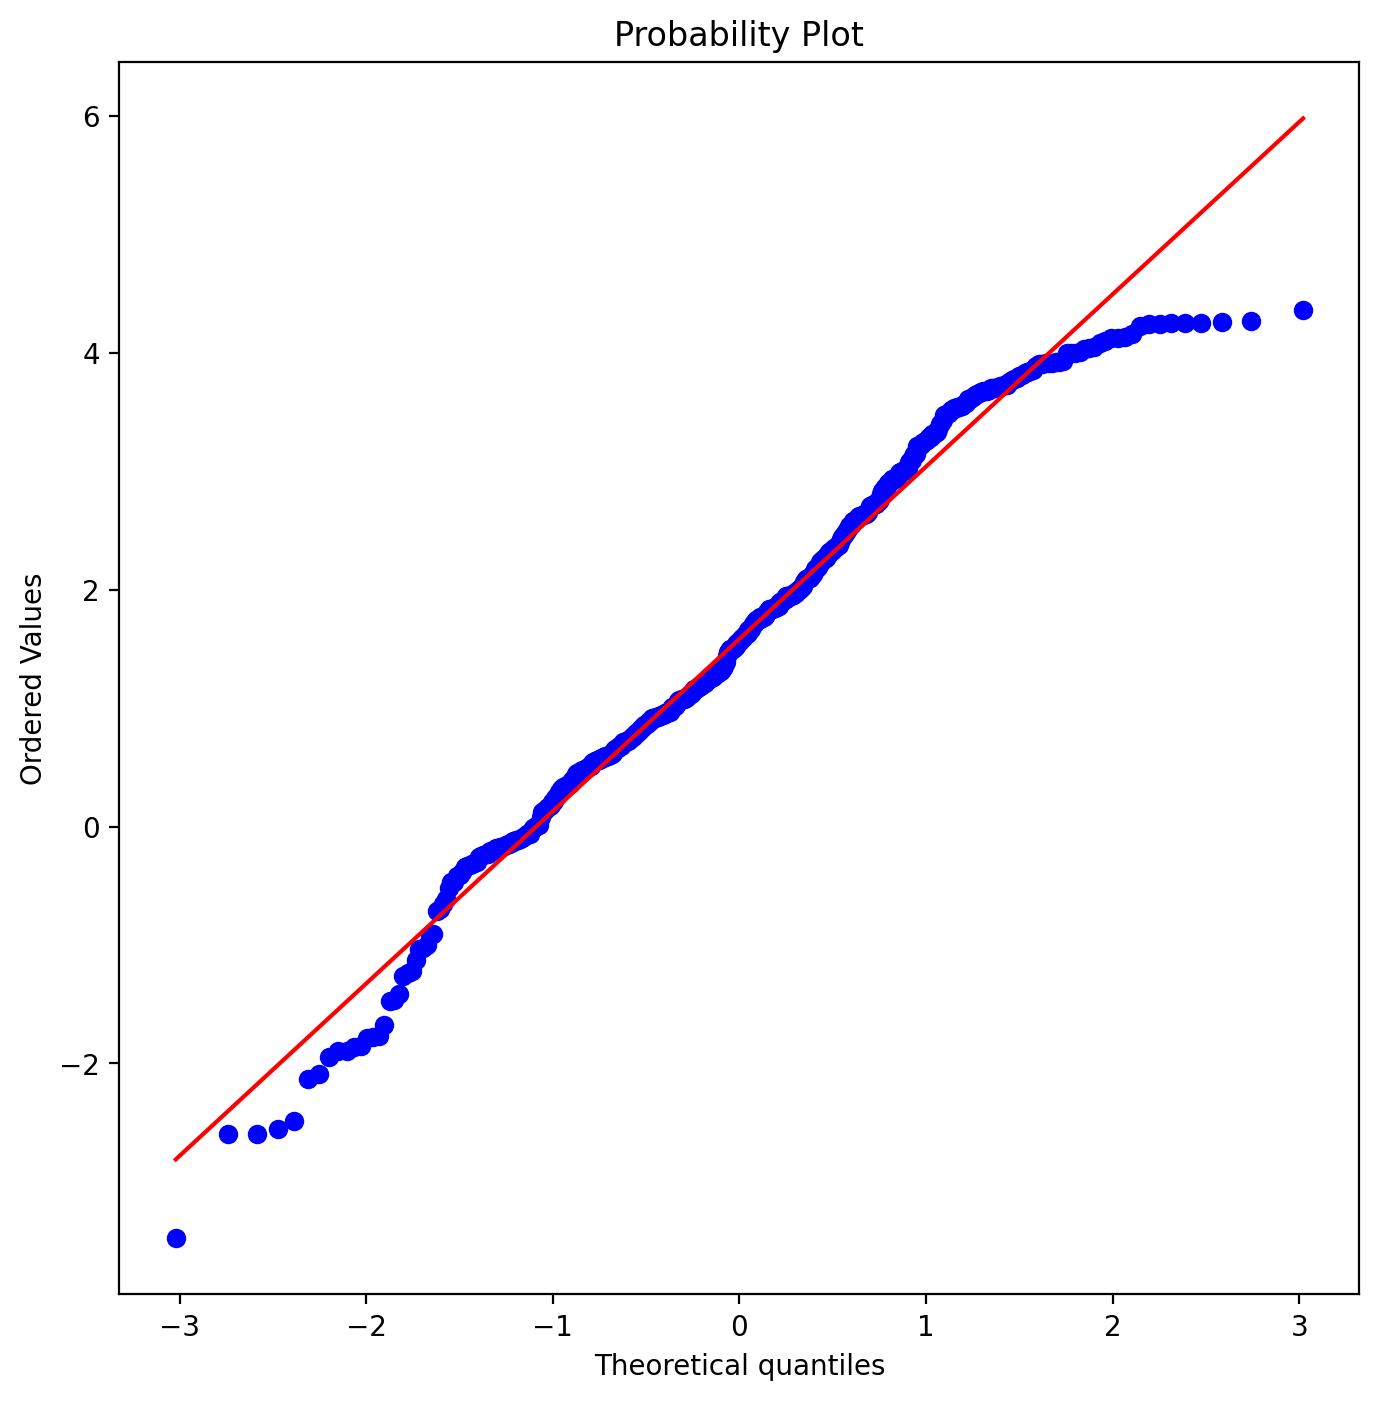 Probability Plot
6
4
2
0
−2
Ordered Values
−3 −2 −1 0 1 2 3
Theoretical quantiles